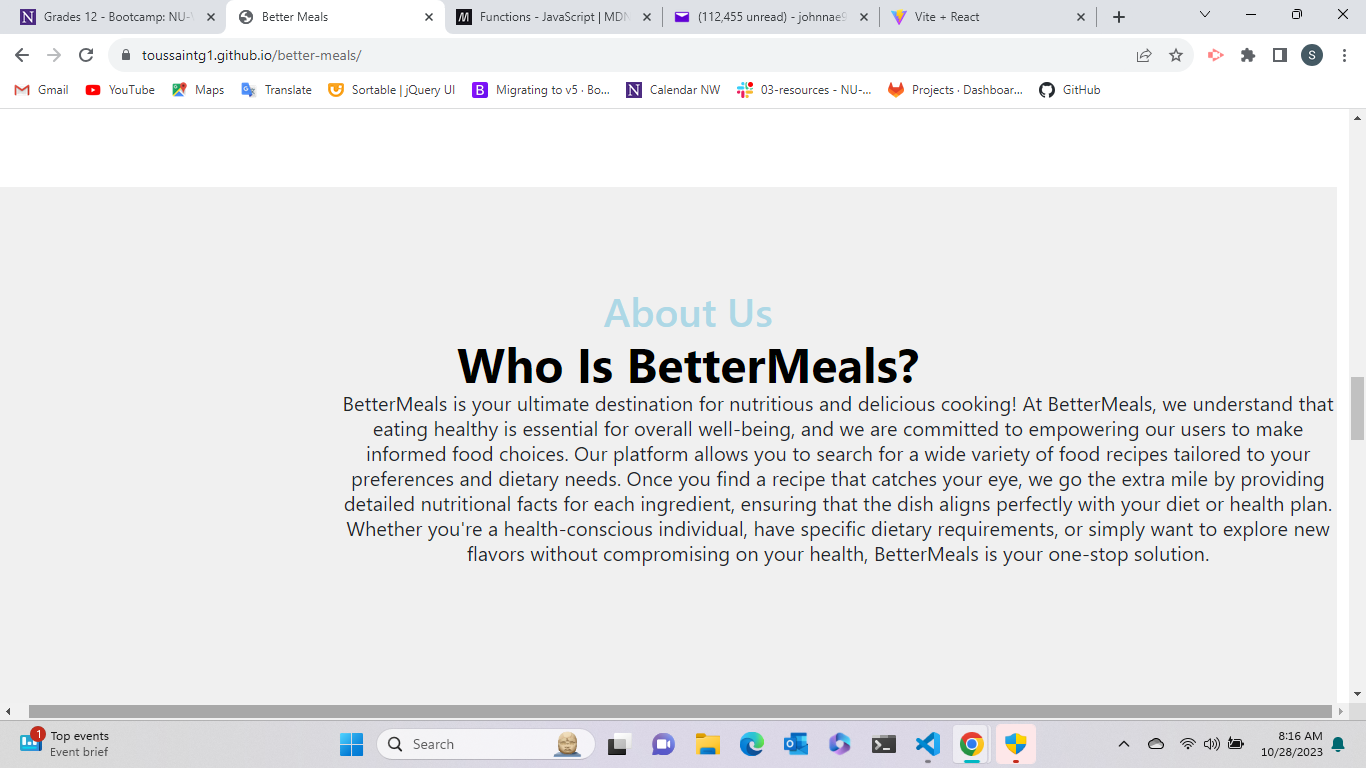 Grades 12 - Bootcamp: NU-
Better Meals
Functions - JavaScript | MDN
(112,455 unread) - johnnae9
Vite + React
toussaintg1.github.io/better-meals/
S
Gmail
YouTube
Maps
Translate
Sortable | jQuery UI
Migrating to v5 · Bo...
Calendar NW
03-resources - NU-...
Projects · Dashboar...
GitHub
About Us
Who Is BetterMeals?
BetterMeals is your ultimate destination for nutritious and delicious cooking! At BetterMeals, we understand that
eating healthy is essential for overall well-being, and we are committed to empowering our users to make
informed food choices. Our platform allows you to search for a wide variety of food recipes tailored to your
preferences and dietary needs. Once you find a recipe that catches your eye, we go the extra mile by providing
detailed nutritional facts for each ingredient, ensuring that the dish aligns perfectly with your diet or health plan.
Whether you're a health-conscious individual, have specific dietary requirements, or simply want to explore new
flavors without compromising on your health, BetterMeals is your one-stop solution.
1
Top events
Event brief
Search
8:16 AM
10/28/2023